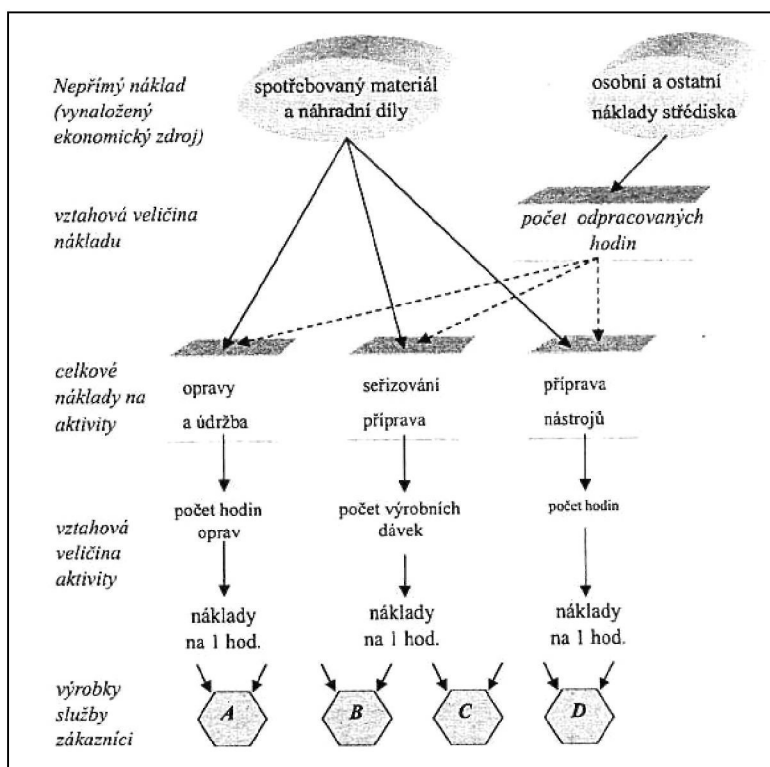 Nepřímý náklad
(vynaložený
ekonomický zdroj)
spotřebovaný materiál
a náhradní díly
osobní a ostatní
náklady střédiska
vztahová veličina
nákladu
počet odpracovaných
hodin
celkové
náklady na
aktivity
opravy
a údržba
seřizování
příprava
příprava
nástrojů
vztahová
veličina
aktivity
počet hodin
oprav
počet výrobních
dávek
počet hodin
náklady
na 1 hod.
náklady
na 1 hod.
náklady
na 1 hod.
výrobky
služby
zákazníci
A
B
C
D